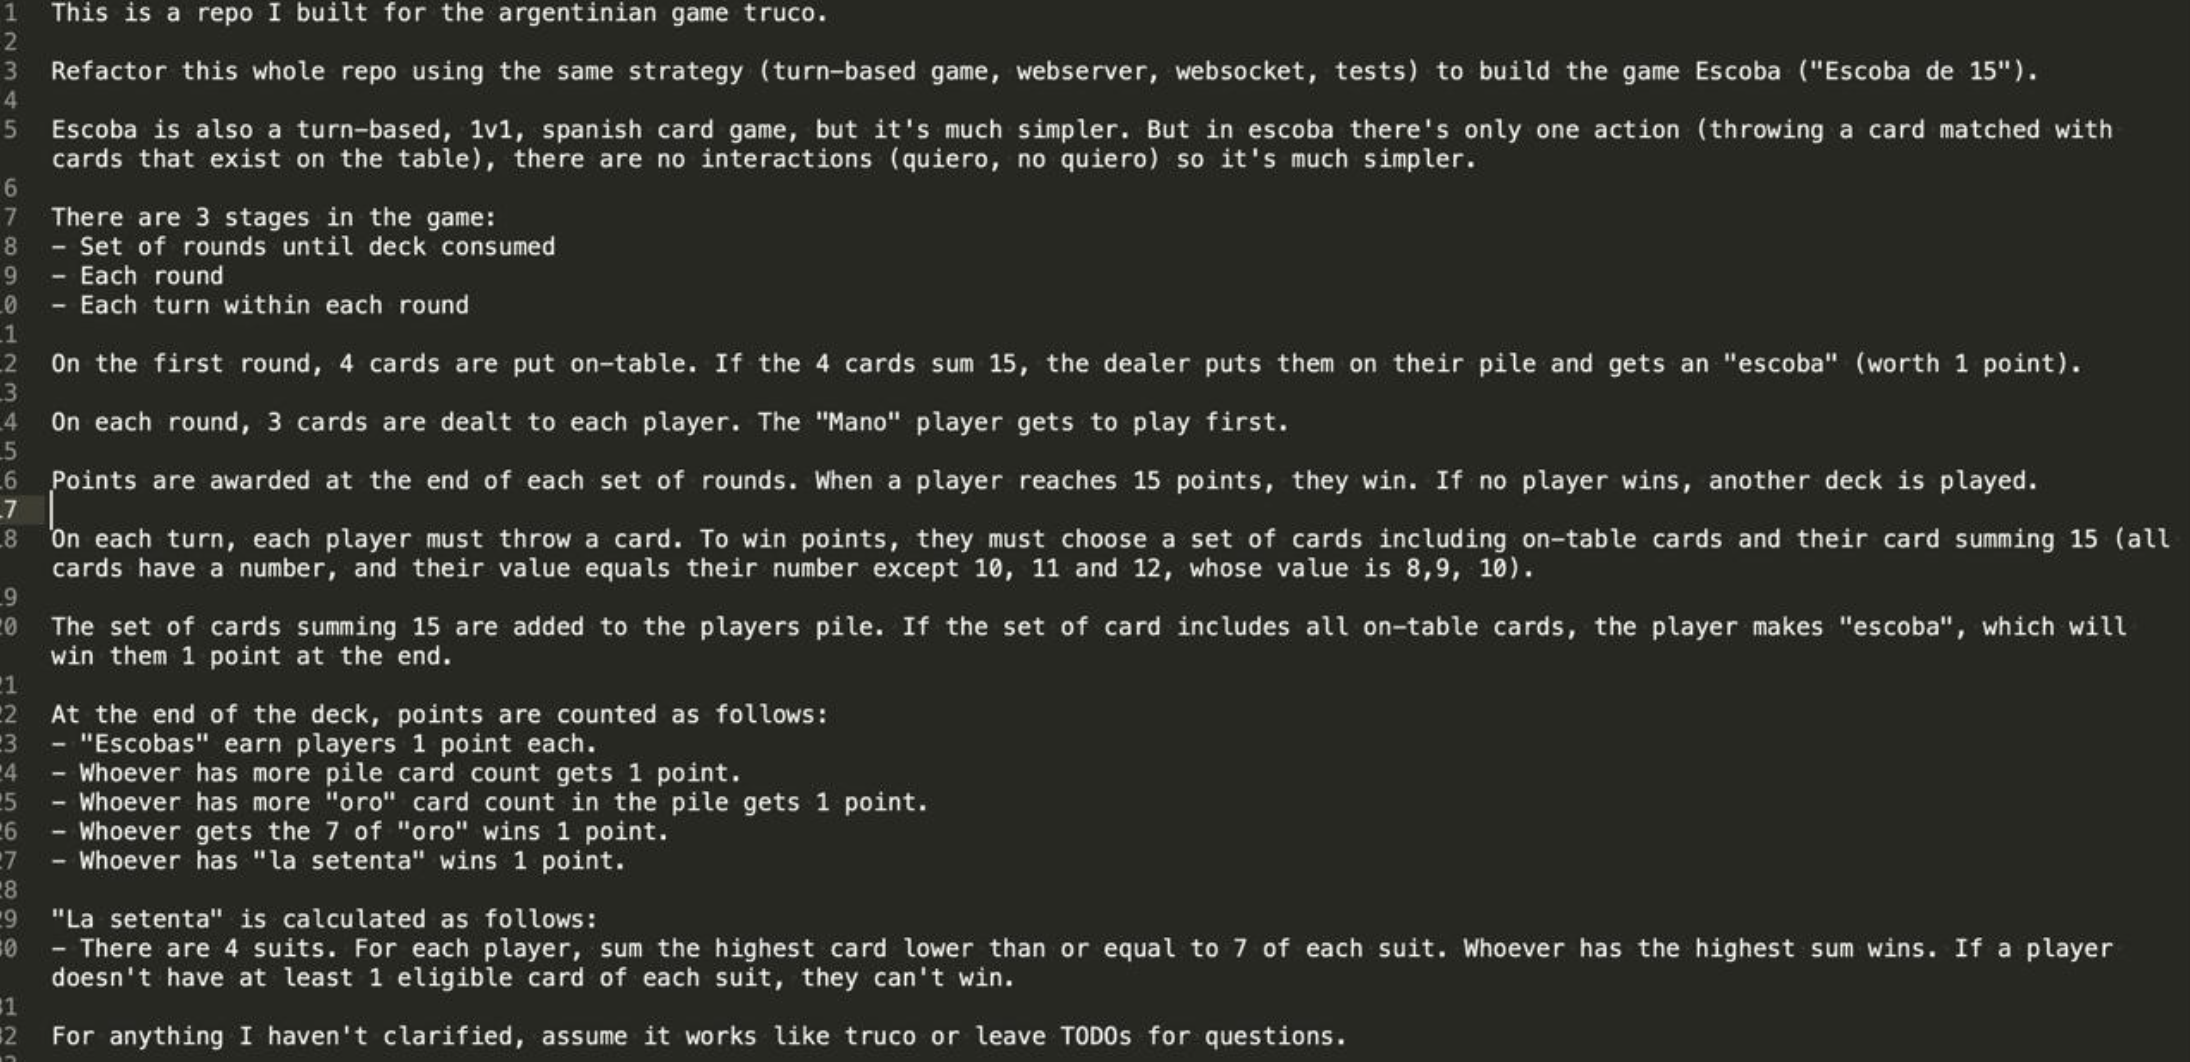 1 This is a repo I built for the argentinian game truco.
2
3 Refactor this whole repo using the same strategy (turn-based game, webserver, websocket, tests) to build the game Escoba ("Escoba de 15").
4
5 Escoba is also a turn-based, 1v1, spanish card game, but it's much simpler. But in escoba there's only one action (throwing a card matched with
cards that exist on the table), there are no interactions (quiero, no quiero) so it's much simpler.
6
7 There are 3 stages in the game:
8 - Set of rounds until deck consumed
9 - Each round
0 - Each turn within each round
1
2 On the first round, 4 cards are put on-table. If the 4 cards sum 15, the dealer puts them on their pile and gets an "escoba" (worth 1 point).
3
4 On each round, 3 cards are dealt to each player. The "Mano" player gets to play first.
5
6 Points are awarded at the end of each set of rounds. When a player reaches 15 points, they win. If no player wins, another deck is played.
7
8 On each turn, each player must throw a card. To win points, they must choose a set of cards including on-table cards and their card summing 15 (all
cards have a number, and their value equals their number except 10, 11 and 12, whose value is 8,9, 10).
9
20 The set of cards summing 15 are added to the players pile. If the set of card includes all on-table cards, the player makes "escoba", which will
win them 1 point at the end.
21
22 At the end of the deck, points are counted as follows:
23 - "Escobas" earn players 1 point each.
24 - Whoever has more pile card count gets 1 point.
25 - Whoever has more "oro" card count in the pile gets 1 point.
26 - Whoever gets the 7 of "oro" wins 1 point.
27 - Whoever has "la setenta" wins 1 point.
28
29 "La setenta" is calculated as follows:
30 - There are 4 suits. For each player, sum the highest card lower than or equal to 7 of each suit. Whoever has the highest sum wins. If a player
doesn't have at least 1 eligible card of each suit, they can't win.
31
32 For anything I haven't clarified, assume it works like truco or leave TODOs for questions.